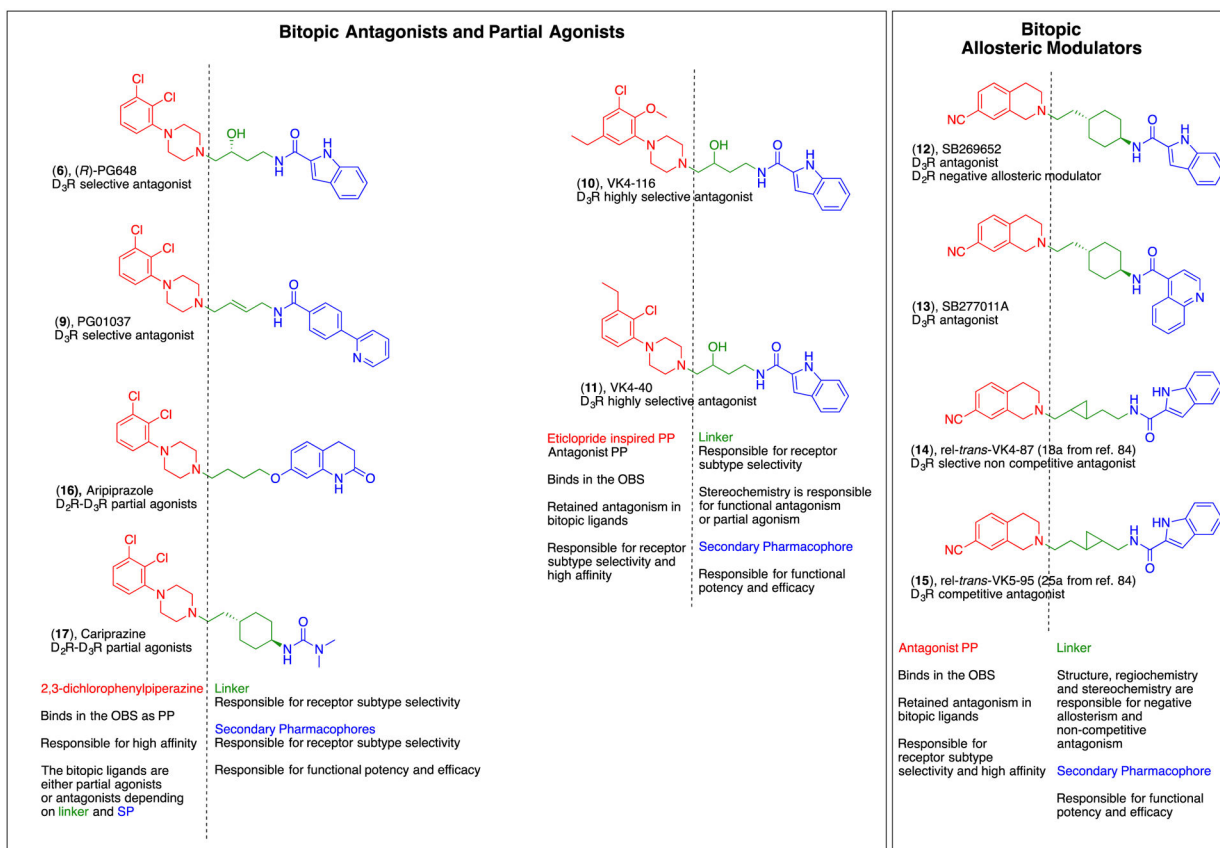 Bitopic Antagonists and Partial Agonists
Cl
Cl
N
N
OH
O
N
H
H
N
(6), (R)-PG648
D3R selective antagonist
Cl
Cl
N
N
N
H
O
N
(9), PG01037
D3R selective antagonist
Cl
Cl
N
N
O
N
H
O
(16), Aripiprazole
D2R-D3R partial agonists
Cl
Cl
N
N
N
H
O
N
(17), Cariprazine
D2R-D3R partial agonists
2,3-dichlorophenylpiperazine
Binds in the OBS as PP
Responsible for high affinity
The bitopic ligands are
either partial agonists
or antagonists depending
on linker and SP
Linker
Responsible for receptor subtype selectivity
Secondary Pharmacophores
Responsible for receptor subtype selectivity
Responsible for functional potency and efficacy
Cl
O
N
N
OH
N
H
O
H
N
(10), VK4-116
D3R highly selective antagonist
Cl
N
N
OH
N
H
O
H
N
(11), VK4-40
D3R highly selective antagonist
Eticlopride inspired PP
Antagonist PP
Binds in the OBS
Retained antagonism in
bitopic ligands
Responsible for receptor
subtype selectivity and
high affinity
Linker
Responsible for receptor
subtype selectivity
Stereochemistry is responsible
for functional antagonism
or partial agonism
Secondary Pharmacophore
Responsible for functional
potency and efficacy
Bitopic
Allosteric Modulators
NC
N
N
H
O
H
N
(12), SB269652
D3R antagonist
D2R negative allosteric modulator
NC
N
N
H
O
N
(13), SB277011A
D3R antagonist
NC
N
H
N
O
HN
(14), rel-trans-VK4-87 (18a from ref. 84)
D3R slective non competitive antagonist
NC
N
H
N
O
HN
(15), rel-trans-VK5-95 (25a from ref. 84)
D3R competitive antagonist
Antagonist PP
Binds in the OBS
Retained antagonism in
bitopic ligands
Responsible for
receptor subtype
selectivity and high affinity
Linker
Structure, regiochemistry
and stereochemistry are
responsible for negative
allosterism and
non-competitive
antagonism
Secondary Pharmacophore
Responsible for functional
potency and efficacy